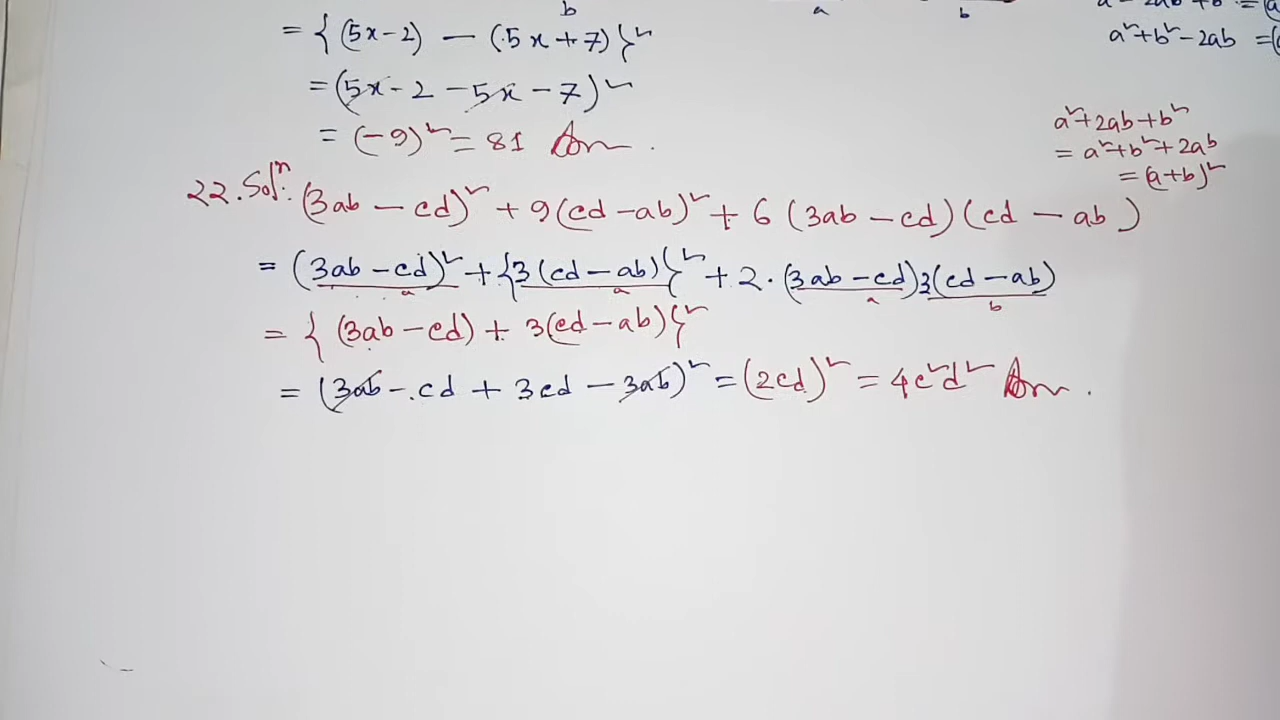 b
= { (5x-2) - (5x+7)}²
a b
a² - 2ab + b² = (a
a²+b²-2ab =(
= (5x-2-5x-7)²
= (-9)² = 81 Ans.
a²+2ab+b²
= a²+b²+2ab
= (a+b)²
22. Solⁿ: (3ab - cd)² + 9(cd-ab)² + 6 (3ab-cd)(cd-ab)
= (3ab-cd)² + {3(cd-ab)}² + 2.(3ab-cd)3(cd-ab)
a a a b
= { (3ab-cd) + 3(cd-ab)}²
= (3ab-cd + 3cd - 3ab)² = (2cd)² = 4c²d² Ans.